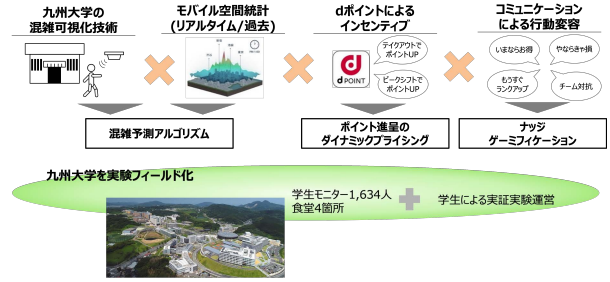 九州大学の
混雑可視化技術
モバイル空間統計
(リアルタイム/過去)
dポイントによる
インセンティブ
コミュニケーション
による行動変容
d POINT
テイクアウトで
ポイントUP
ピークシフトで
ポイントUP
いまならお得
やならきゃ損
もうすぐ
ランクアップ
チーム対抗
混雑予測アルゴリズム
ポイント進呈の
ダイナミックプライシング
ナッジ
ゲーミフィケーション
九州大学を実験フィールド化
学生モニター1,634人
食堂4箇所
学生による実証実験運営